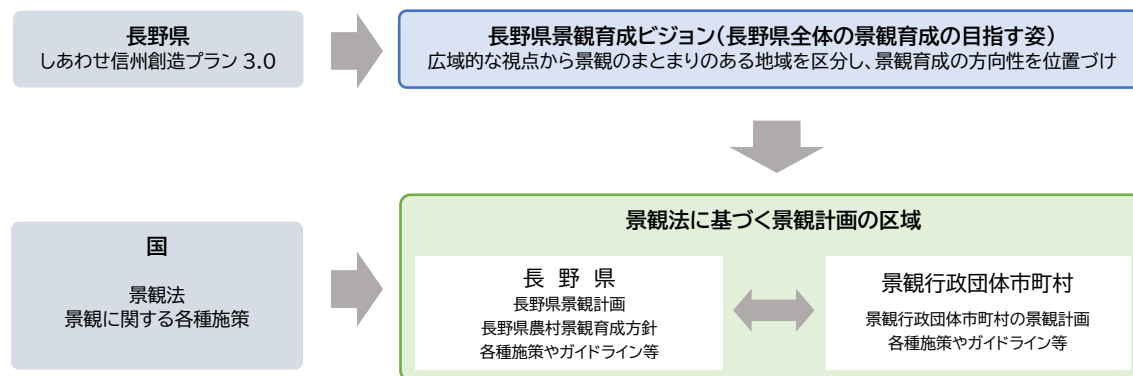 長野県
しあわせ信州創造プラン 3.0
長野県景観育成ビジョン(長野県全体の景観育成の目指す姿)
広域的な視点から景観のまとまりのある地域を区分し、景観育成の方向性を位置づけ
国
景観法
景観に関する各種施策
景観法に基づく景観計画の区域
長 野 県
長野県景観計画
長野県農村景観育成方針
各種施策やガイドライン等
景観行政団体市町村
景観行政団体市町村の景観計画
各種施策やガイドライン等